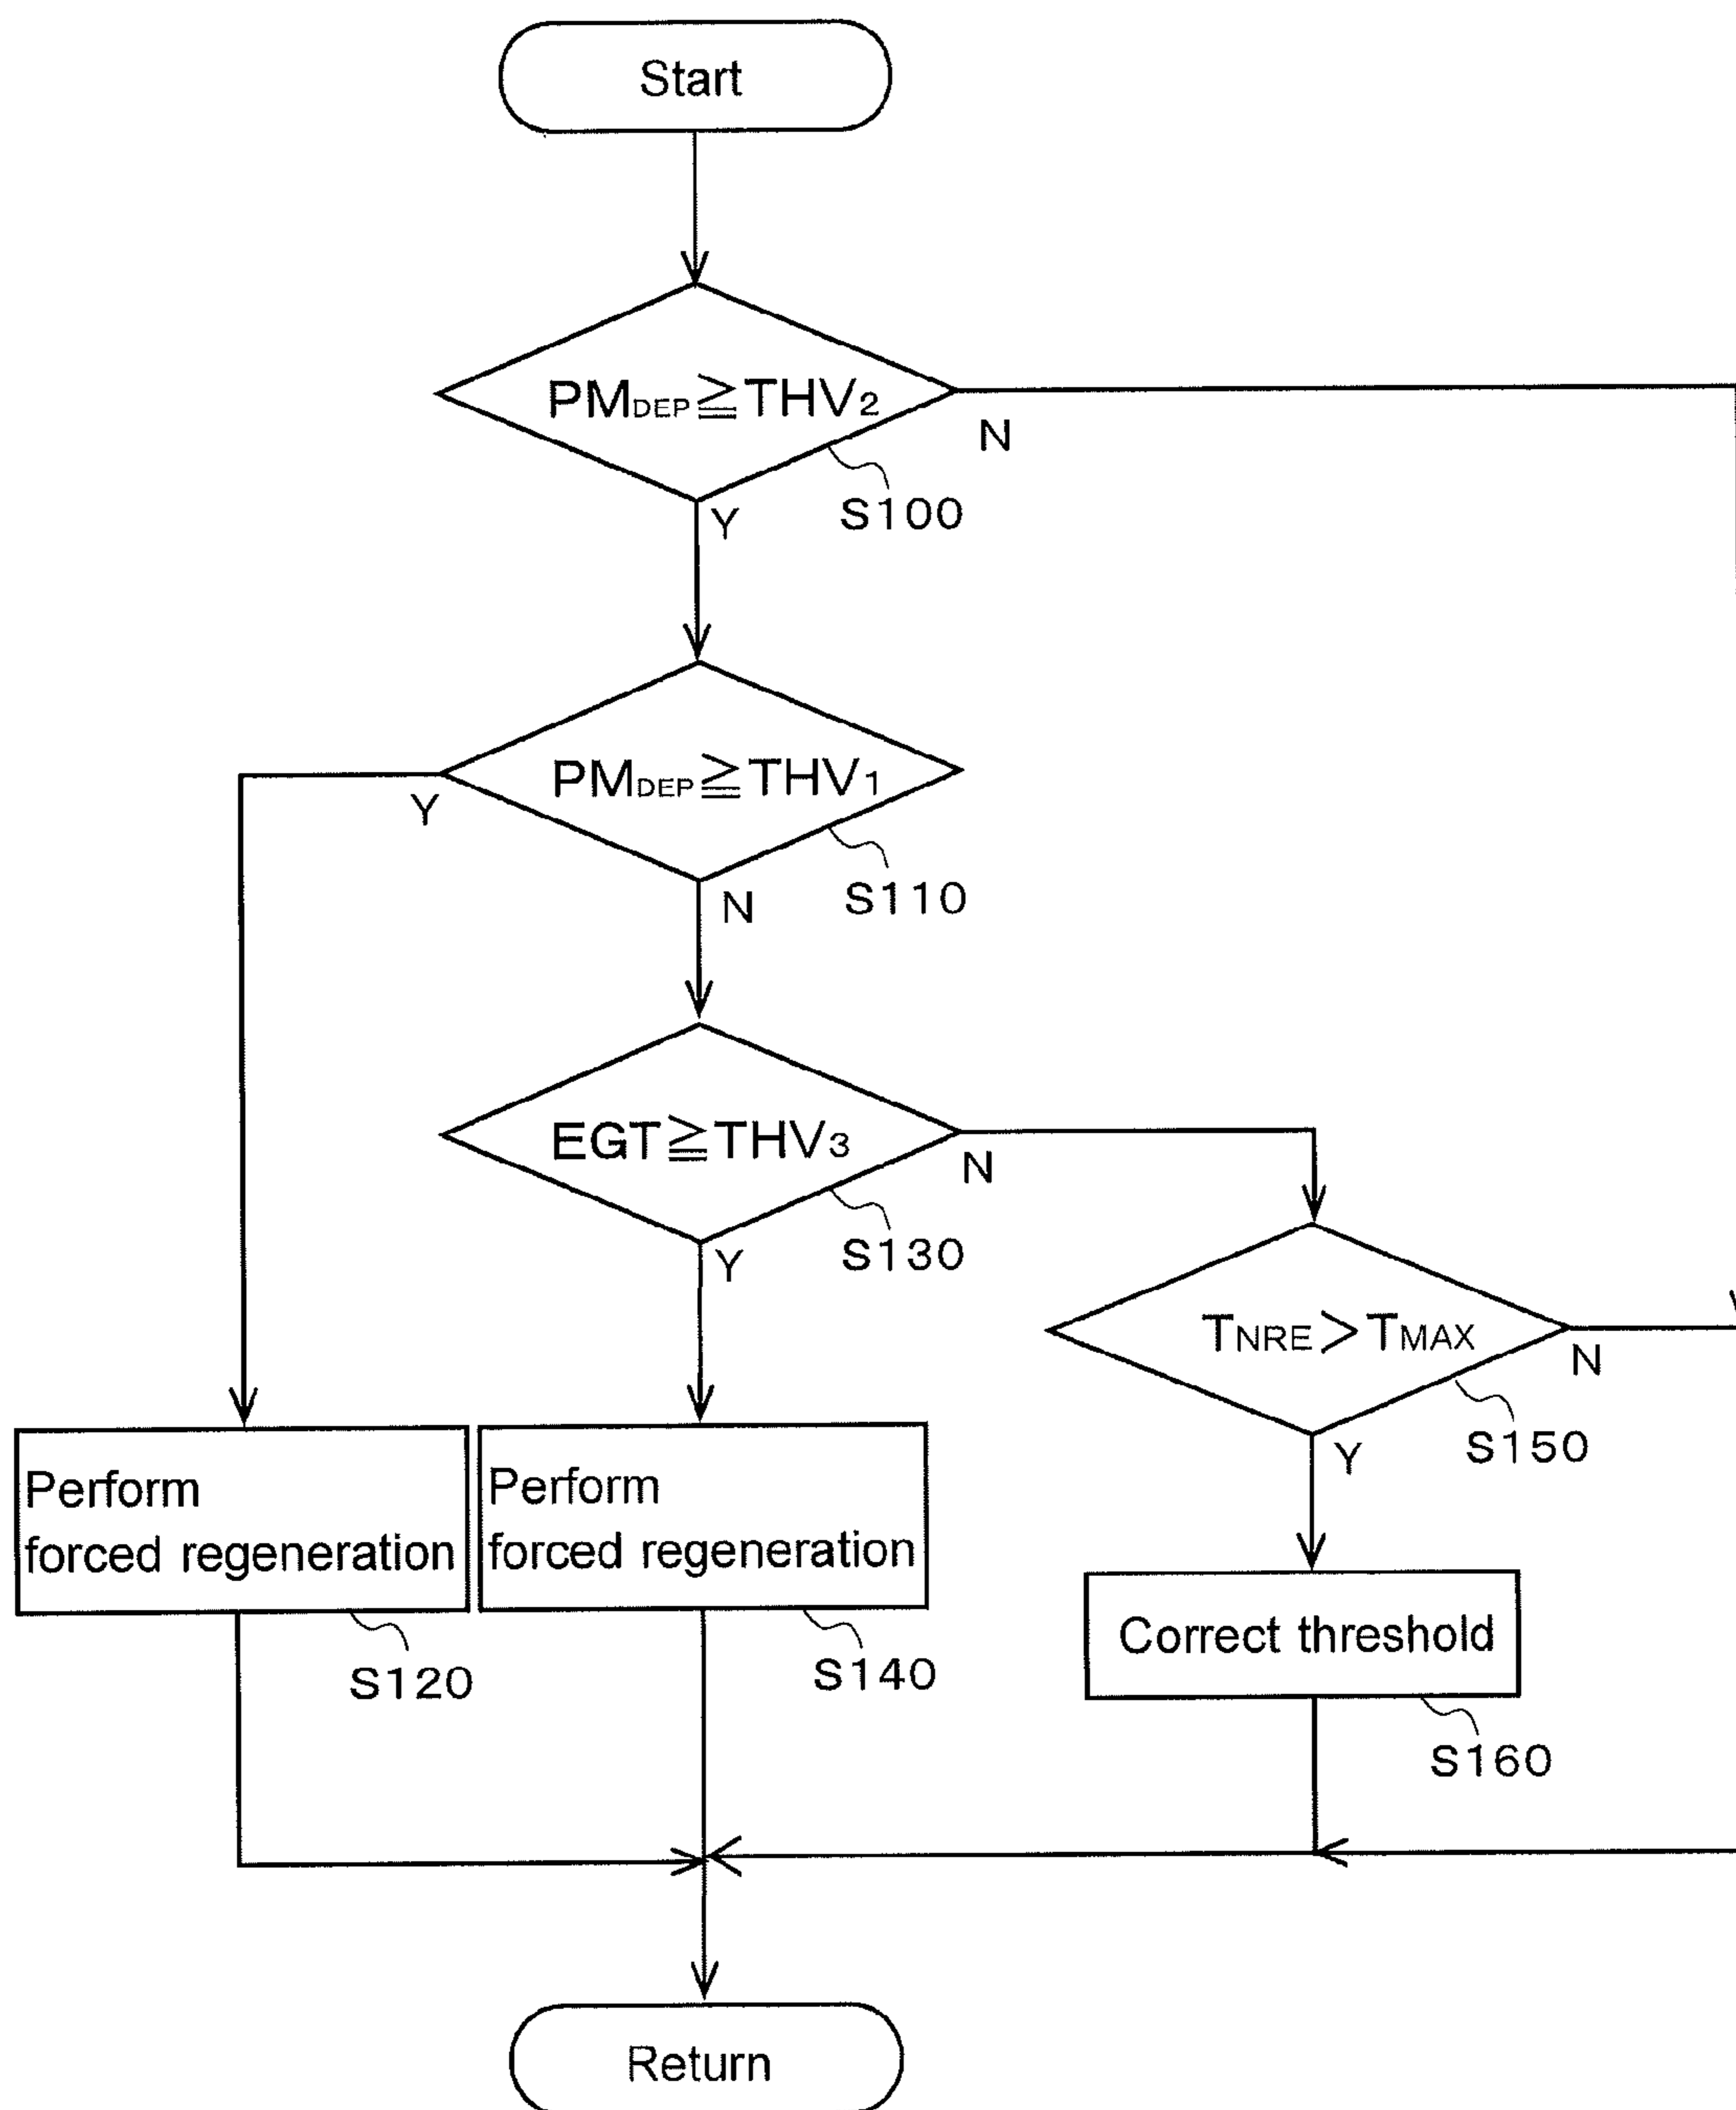 Start
PMDEP≧THV2
N
S100
Y
PMDEP≧THV1
Y
S110
N
EGT≧THV3
N
S130
Y
TNRE>TMAX
N
S150
Y
Perform
forced regeneration
S120
Perform
forced regeneration
S140
Correct threshold
S160
Return